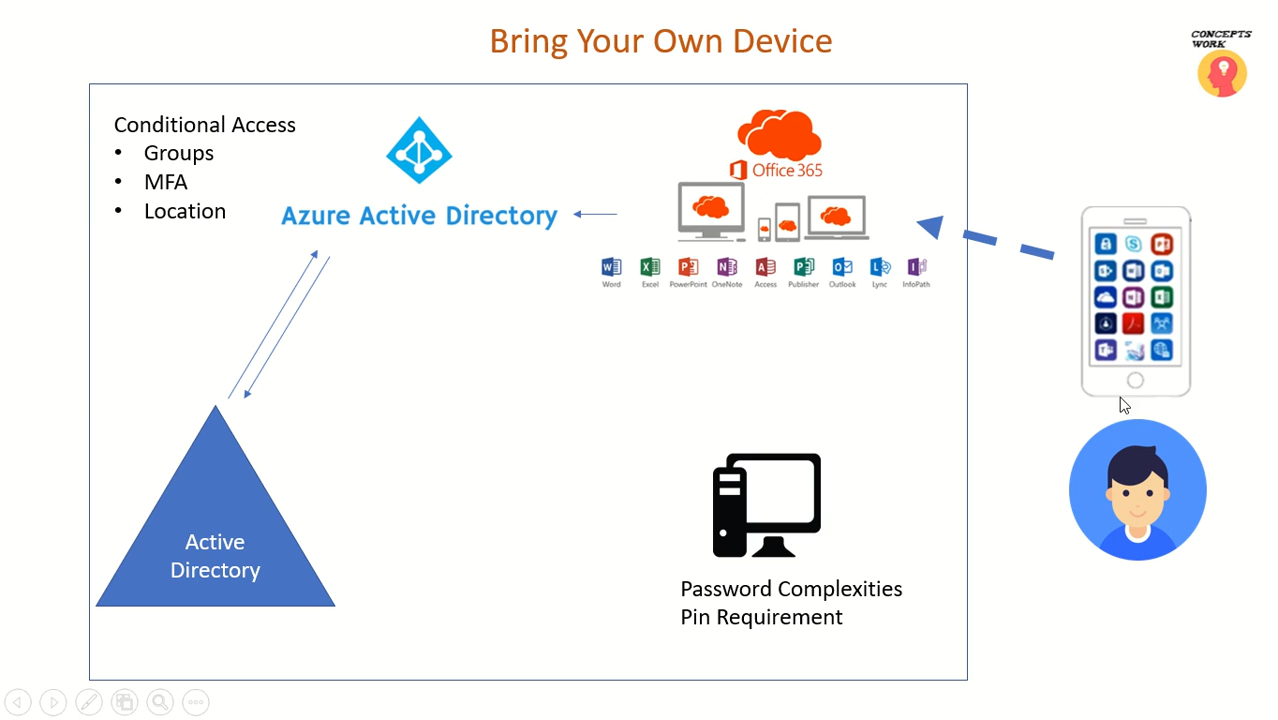 Bring Your Own Device
CONCEPTS
WORK
Conditional Access
• Groups
• MFA
• Location
Azure Active Directory
Office 365
Word Excel PowerPoint OneNote Access Publisher Outlook Lync InfoPath
Active
Directory
Password Complexities
Pin Requirement